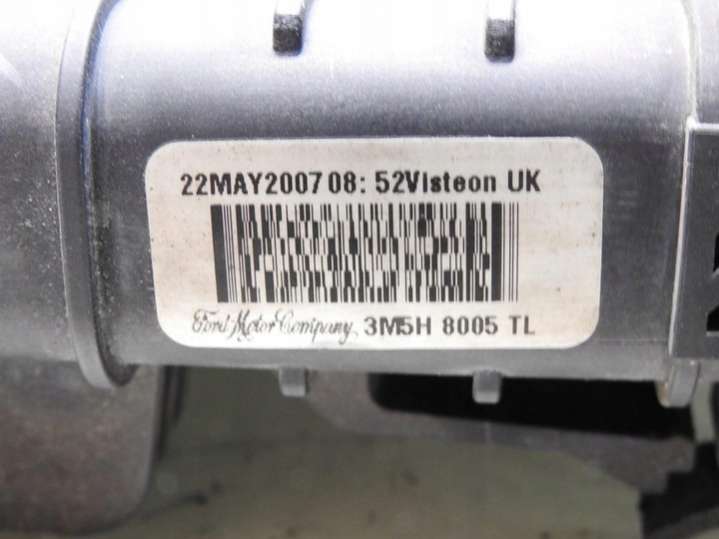 22MAY2007 08: 52Visteon UK
Ford Motor Company 3M5H 8005 TL